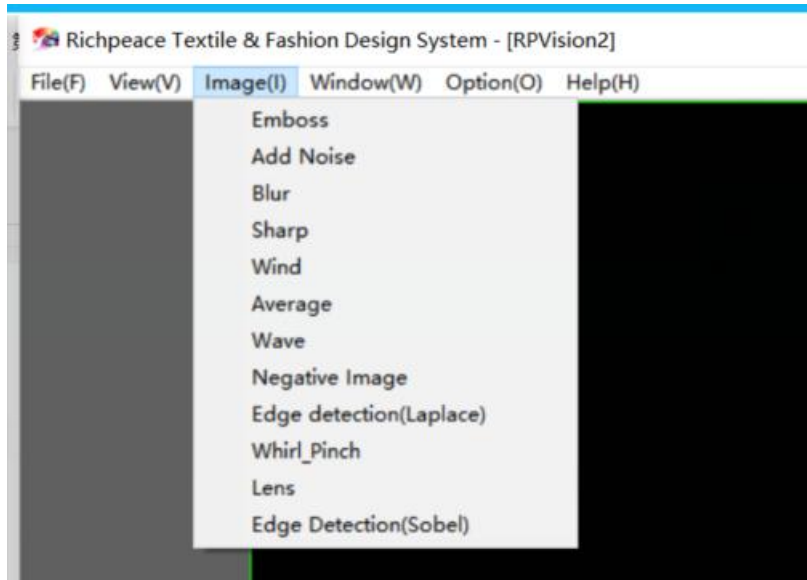 Richpeace Textile & Fashion Design System - [RPVision2]
File(F) View(V) Image(I) Window(W) Option(O) Help(H)
Emboss
Add Noise
Blur
Sharp
Wind
Average
Wave
Negative Image
Edge detection(Laplace)
Whirl_Pinch
Lens
Edge Detection(Sobel)